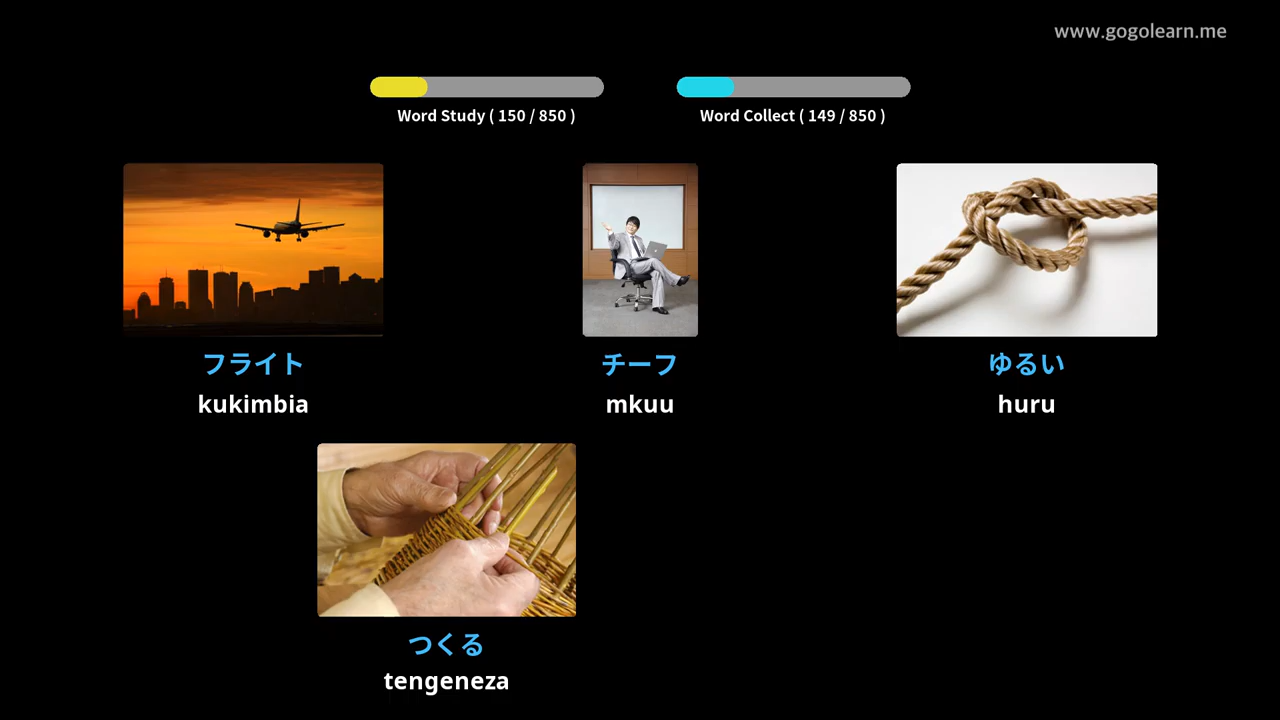 www.gogolearn.me
Word Study ( 150 / 850 )
Word Collect ( 149 / 850 )
フライト
kukimbia
チーフ
mkuu
ゆるい
huru
つくる
tengeneza